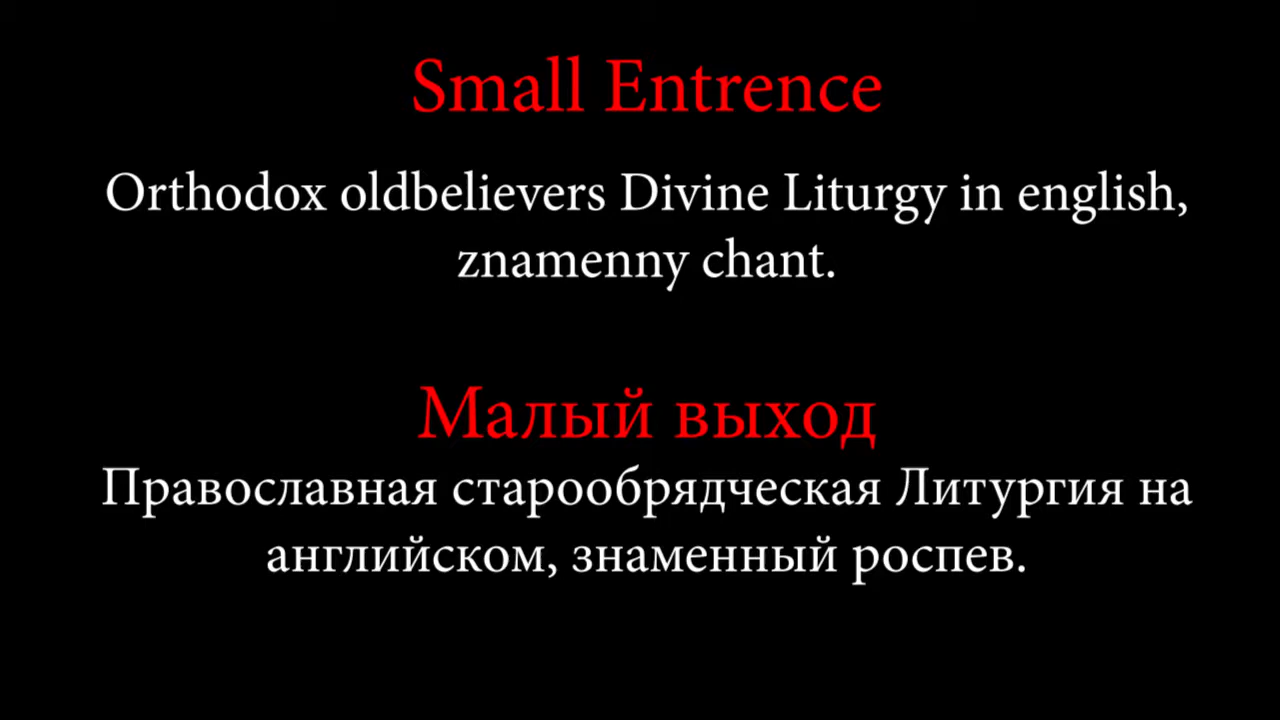 Small Entrence
Orthodox oldbelievers Divine Liturgy in english,
znamenny chant.
Малый выход
Православная старообрядческая Литургия на
английском, знаменный роспев.